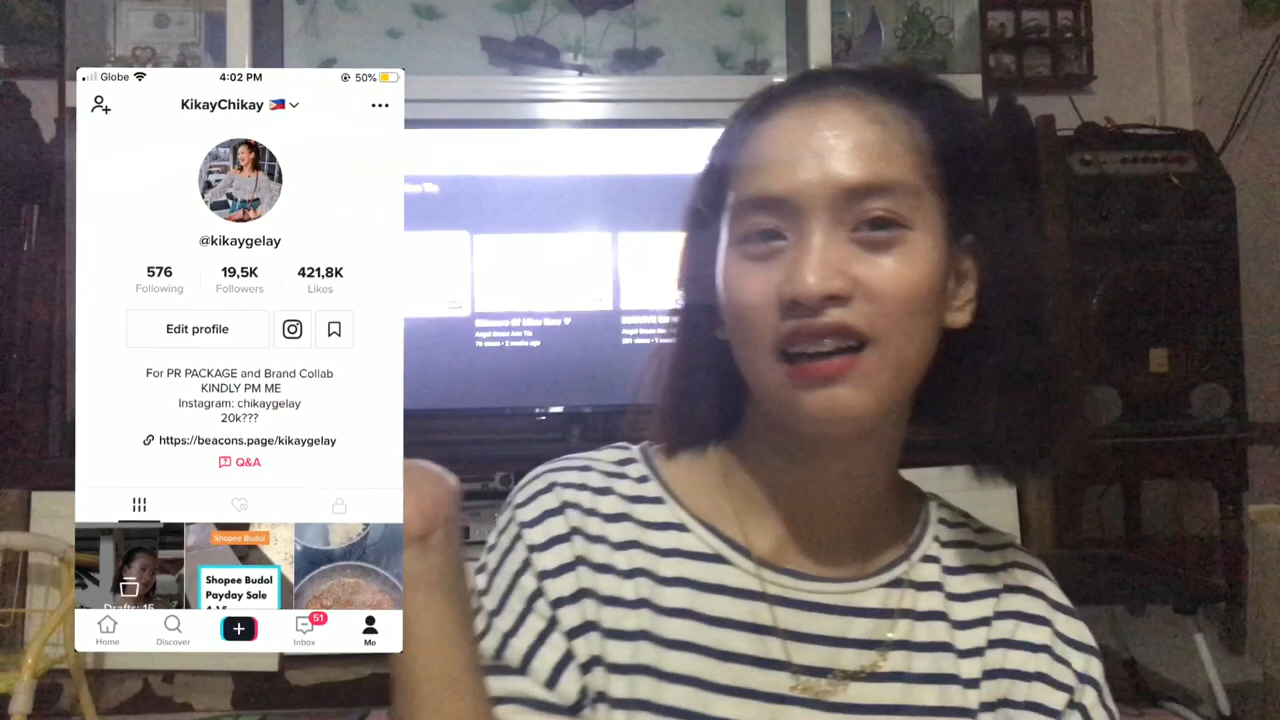 Globe
4:02 PM
50%
KikayChikay 🇵🇭
@kikaygelay
576
Following
19,5K
Followers
421,8K
Likes
Edit profile
For PR PACKAGE and Brand Collab
KINDLY PM ME
Instagram: chikaygelay
20k???
https://beacons.page/kikaygelay
Q&A
Shopee Budol
Shopee Budol
Payday Sale
Drafts: 15
Home
Discover
51
Inbox
Me